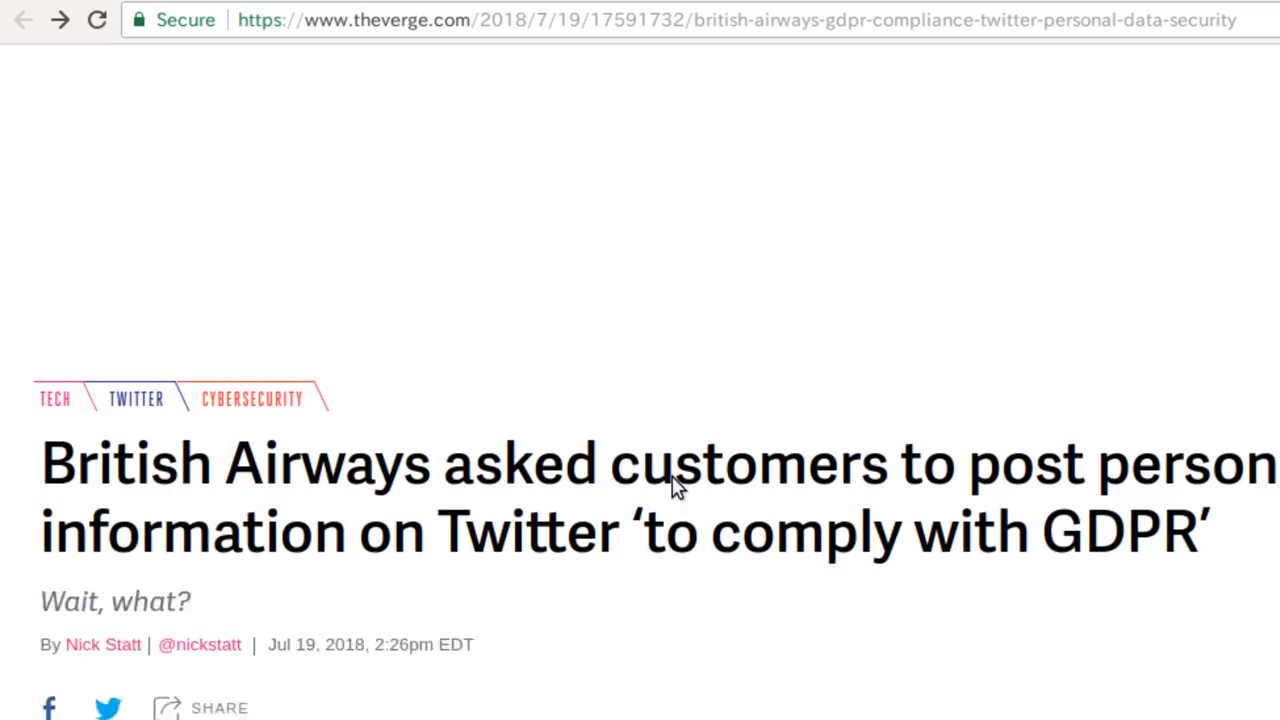 Secure https://www.theverge.com/2018/7/19/17591732/british-airways-gdpr-compliance-twitter-personal-data-security
TECH TWITTER CYBERSECURITY
British Airways asked customers to post person
information on Twitter ‘to comply with GDPR’
Wait, what?
By Nick Statt | @nickstatt | Jul 19, 2018, 2:26pm EDT
SHARE